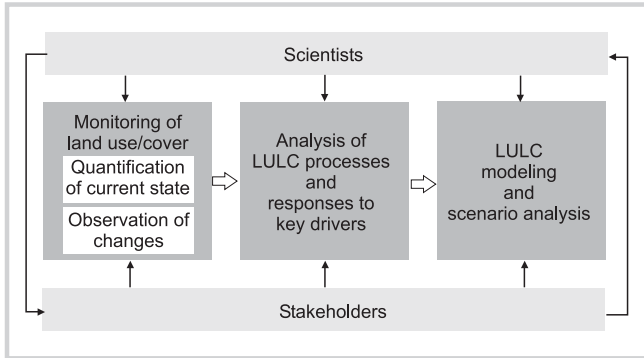 Scientists
Monitoring of
land use/cover
Quantification
of current state
Observation of
changes
Analysis of
LULC processes
and
responses to
key drivers
LULC
modeling
and
scenario analysis
Stakeholders